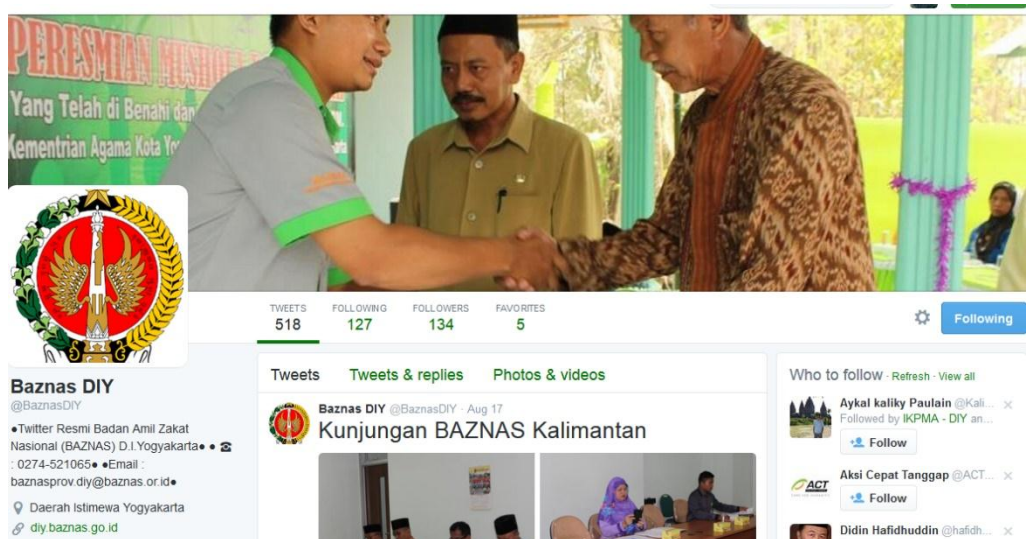 PERESMIAN MUSHOLLA
Yang Telah di Benahi dan
Kementrian Agama Kota
TWEETS
518
FOLLOWING
127
FOLLOWERS
134
FAVORITES
5
Following
Baznas DIY
@BaznasDIY
●Twitter Resmi Badan Amil Zakat
Nasional (BAZNAS) D.I.Yogyakarta● ● ☎
: 0274-521065● ●Email :
baznasprov.diy@baznas.or.id●
Daerah Istimewa Yogyakarta
diy.baznas.go.id
Tweets Tweets & replies Photos & videos
Baznas DIY @BaznasDIY · Aug 17
Kunjungan BAZNAS Kalimantan
Who to follow · Refresh · View all
Aykal kaliky Paulain @Kali...
Followed by IKPMA - DIY an...
Follow
ACT
Aksi Cepat Tanggap @ACT...
Follow
Didin Hafidhuddin @hafidh...